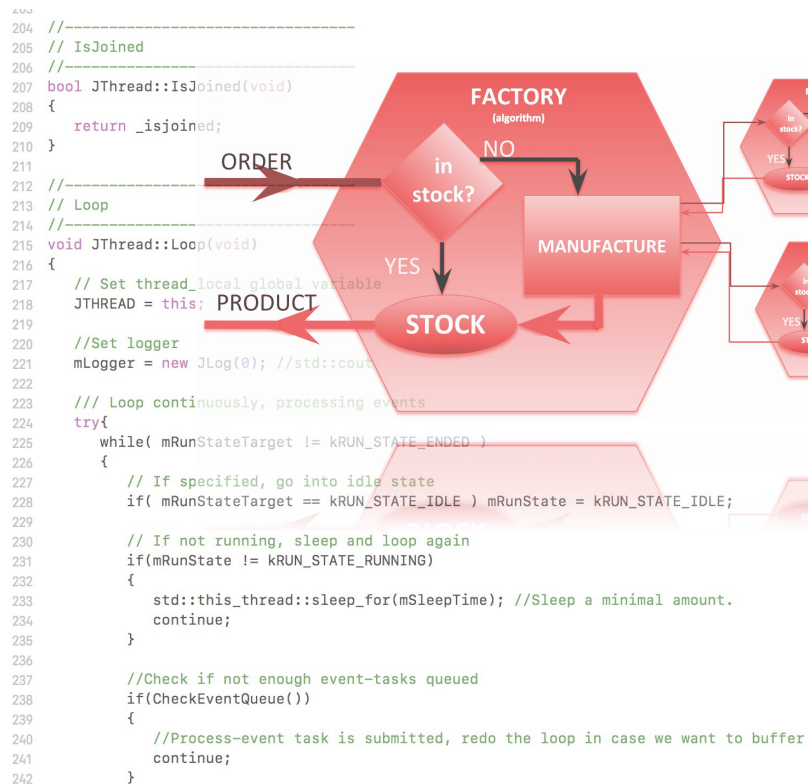 204 //---------------------------------
205 // IsJoined
206 //---------------------------------
207 bool JThread::IsJoined(void)
208 {
209 return _isjoined;
210 }
211
212 //---------------------------------
213 // Loop
214 //---------------------------------
215 void JThread::Loop(void)
216 {
217 // Set thread_local global variable
218 JTHREAD = this;
219
220 //Set logger
221 mLogger = new JLog(0); //std::cout
222
223 /// Loop continuously, processing events
224 try{
225 while( mRunStateTarget != kRUN_STATE_ENDED )
226 {
227 // If specified, go into idle state
228 if( mRunStateTarget == kRUN_STATE_IDLE ) mRunState = kRUN_STATE_IDLE;
229
230 // If not running, sleep and loop again
231 if(mRunState != kRUN_STATE_RUNNING)
232 {
233 std::this_thread::sleep_for(mSleepTime); //Sleep a minimal amount.
234 continue;
235 }
236
237 //Check if not enough event-tasks queued
238 if(CheckEventQueue())
239 {
240 //Process-event task is submitted, redo the loop in case we want to buffer
241 continue;
242 }
FACTORY
(algorithm)
ORDER
in
stock?
NO
MANUFACTURE
YES
PRODUCT
STOCK
in
stock?
YES
STOCK
in
YES